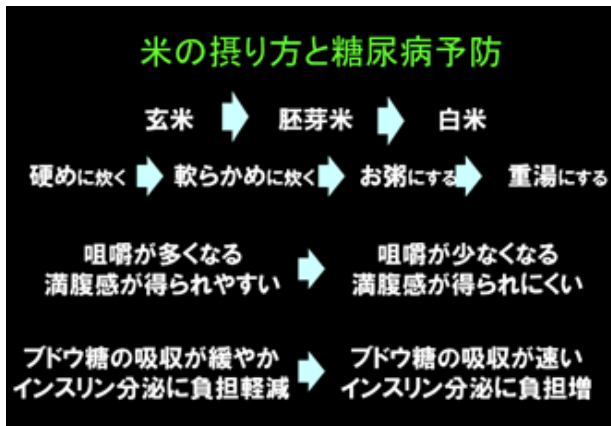 米の摂り方と糖尿病予防
玄米 胚芽米 白米
硬めに炊く 軟らかめに炊く お粥にする 重湯にする
咀嚼が多くなる 咀嚼が少なくなる
満腹感が得られやすい 満腹感が得られにくい
ブドウ糖の吸収が緩やか ブドウ糖の吸収が速い
インスリン分泌に負担軽減 インスリン分泌に負担増